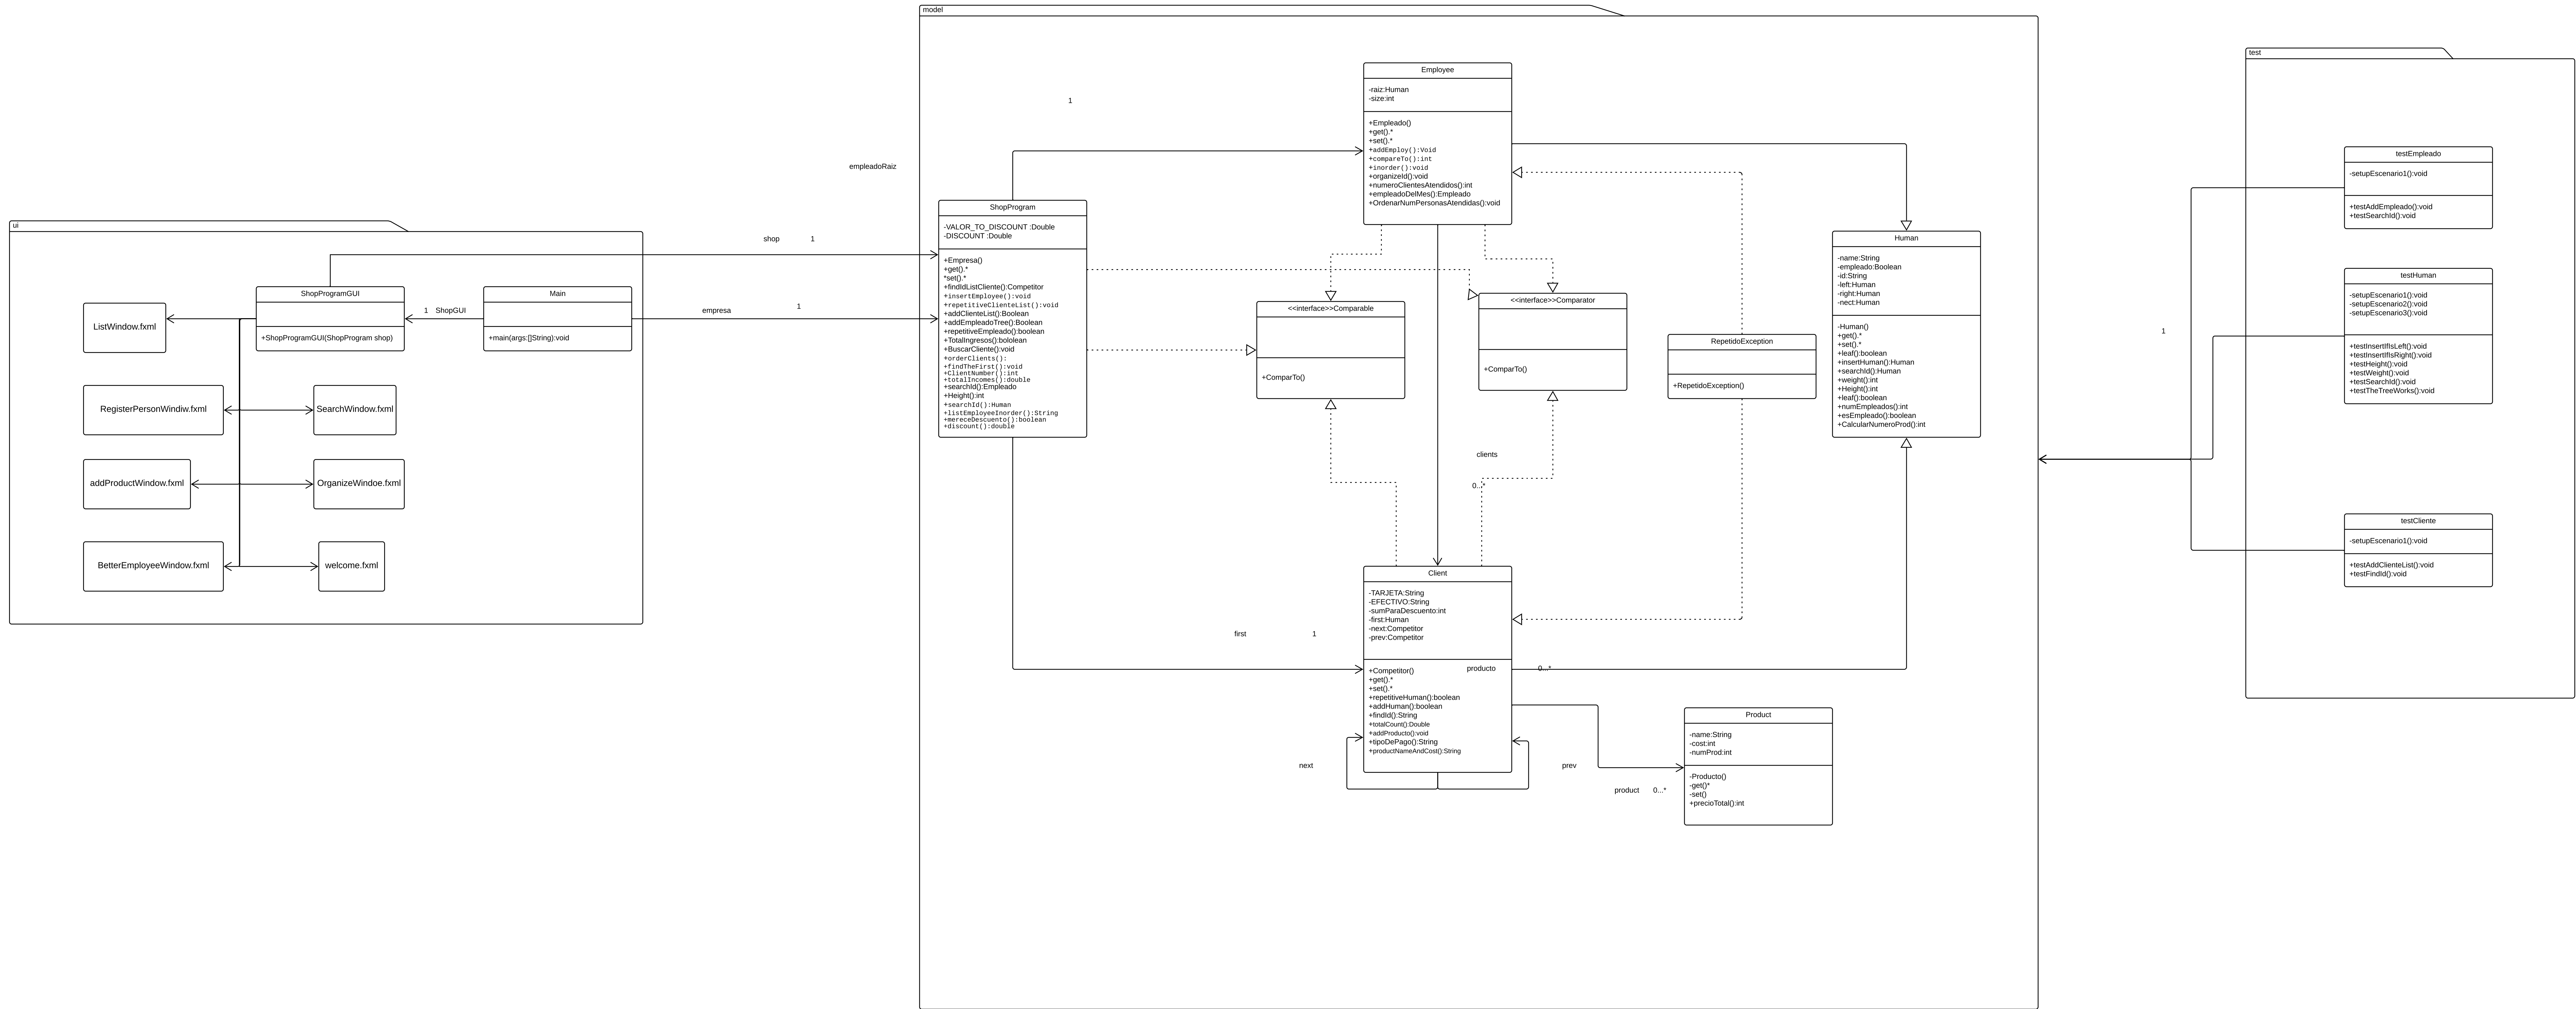 model
test
ui
ListWindow.fxml
RegisterPersonWindiw.fxml
addProductWindow.fxml
BetterEmployeeWindow.fxml
SearchWindow.fxml
OrganizeWindoe.fxml
welcome.fxml
ShopProgramGUI
+ShopProgramGUI(ShopProgram shop)
1 ShopGUI
Main
+main(args:[]String):void
shop 1
empresa 1
empleadoRaiz
1
ShopProgram
-VALOR_TO_DISCOUNT :Double
-DISCOUNT :Double
+Empresa()
+get().*
*set().*
+findIdListCliente():Competitor
+insertEmployee():void
+repetitiveClienteList():void
+addClienteList():Boolean
+addEmpleadoTree():Boolean
+repetitiveEmpleado():boolean
+TotalIngresos():bololean
+BuscarCliente():void
+orderClients():
+findTheFirst():void
+ClientNumber():int
+totalIncomes():double
+searchId():Empleado
+Height():int
+searchId():Human
+listEmployeeInorder():String
+mereceDescuento():boolean
+discount():double
Employee
-raiz:Human
-size:int
+Empleado()
+get().*
+set().*
+addEmploy():Void
+compareTo():int
+inorder():void
+organizeId():void
+numeroClientesAtendidos():int
+empleadoDelMes():Empleado
+OrdenarNumPersonasAtendidas():void
<<interface>>Comparable
+ComparTo()
<<interface>>Comparator
+ComparTo()
RepetidoException
+RepetidoException()
Human
-name:String
-empleado:Boolean
-id:String
-left:Human
-right:Human
-nect:Human
-Human()
+get().*
+set().*
+leaf():boolean
+insertHuman():Human
+searchId():Human
+weight():int
+Height():int
+leaf():boolean
+numEmpleados():int
+esEmpleado():boolean
+CalcularNumeroProd():int
clients
0...*
first 1
Client
-TARJETA:String
-EFECTIVO:String
-sumParaDescuento:int
-first:Human
-next:Competitor
-prev:Competitor
+Competitor()
+get().*
+set().*
+repetitiveHuman():boolean
+addHuman():boolean
+findId():String
+totalCount():Double
+addProducto():void
+tipoDePago():String
+productNameAndCost():String
producto 0...*
next
prev
product 0...*
Product
-name:String
-cost:int
-numProd:int
-Producto()
-get()*
-set()
+precioTotal():int
1
testEmpleado
-setupEscenario1():void
+testAddEmpleado():void
+testSearchId():void
testHuman
-setupEscenario1():void
-setupEscenario2():void
-setupEscenario3():void
+testInsertIfIsLeft():void
+testInsertIfIsRight():void
+testHeight():void
+testWeight():void
+testSearchId():void
+testTheTreeWorks():void
testCliente
-setupEscenario1():void
+testAddClienteList():void
+testFindId():void